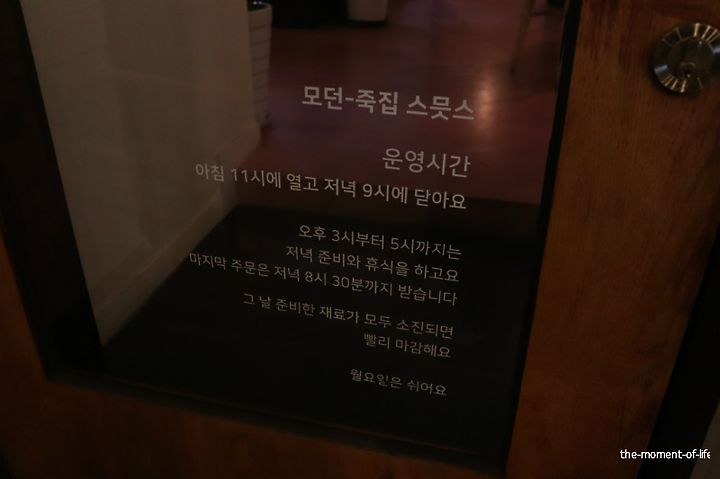 모던-죽집 스믓스
운영시간
아침 11시에 열고 저녁 9시에 닫아요
오후 3시부터 5시까지는
저녁 준비와 휴식을 하고요
마지막 주문은 저녁 8시 30분까지 받습니다
그 날 준비한 재료가 모두 소진되면
빨리 마감해요
월요일은 쉬어요
the-moment-of-life